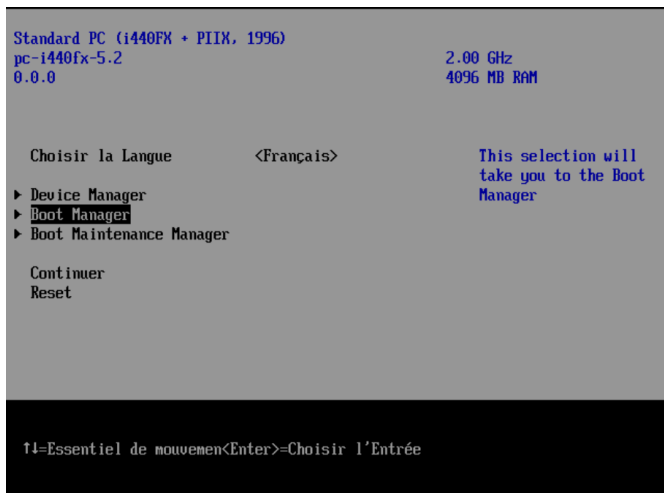 Standard PC (i440FX + PIIX, 1996)
pc-i440fx-5.2 2.00 GHz
0.0.0 4096 MB RAM
Choisir la Langue <Français> This selection will
take you to the Boot
Device Manager Manager
Boot Manager
Boot Maintenance Manager
Continuer
Reset
↑↓=Essentiel de mouvemen<Enter>=Choisir l'Entrée